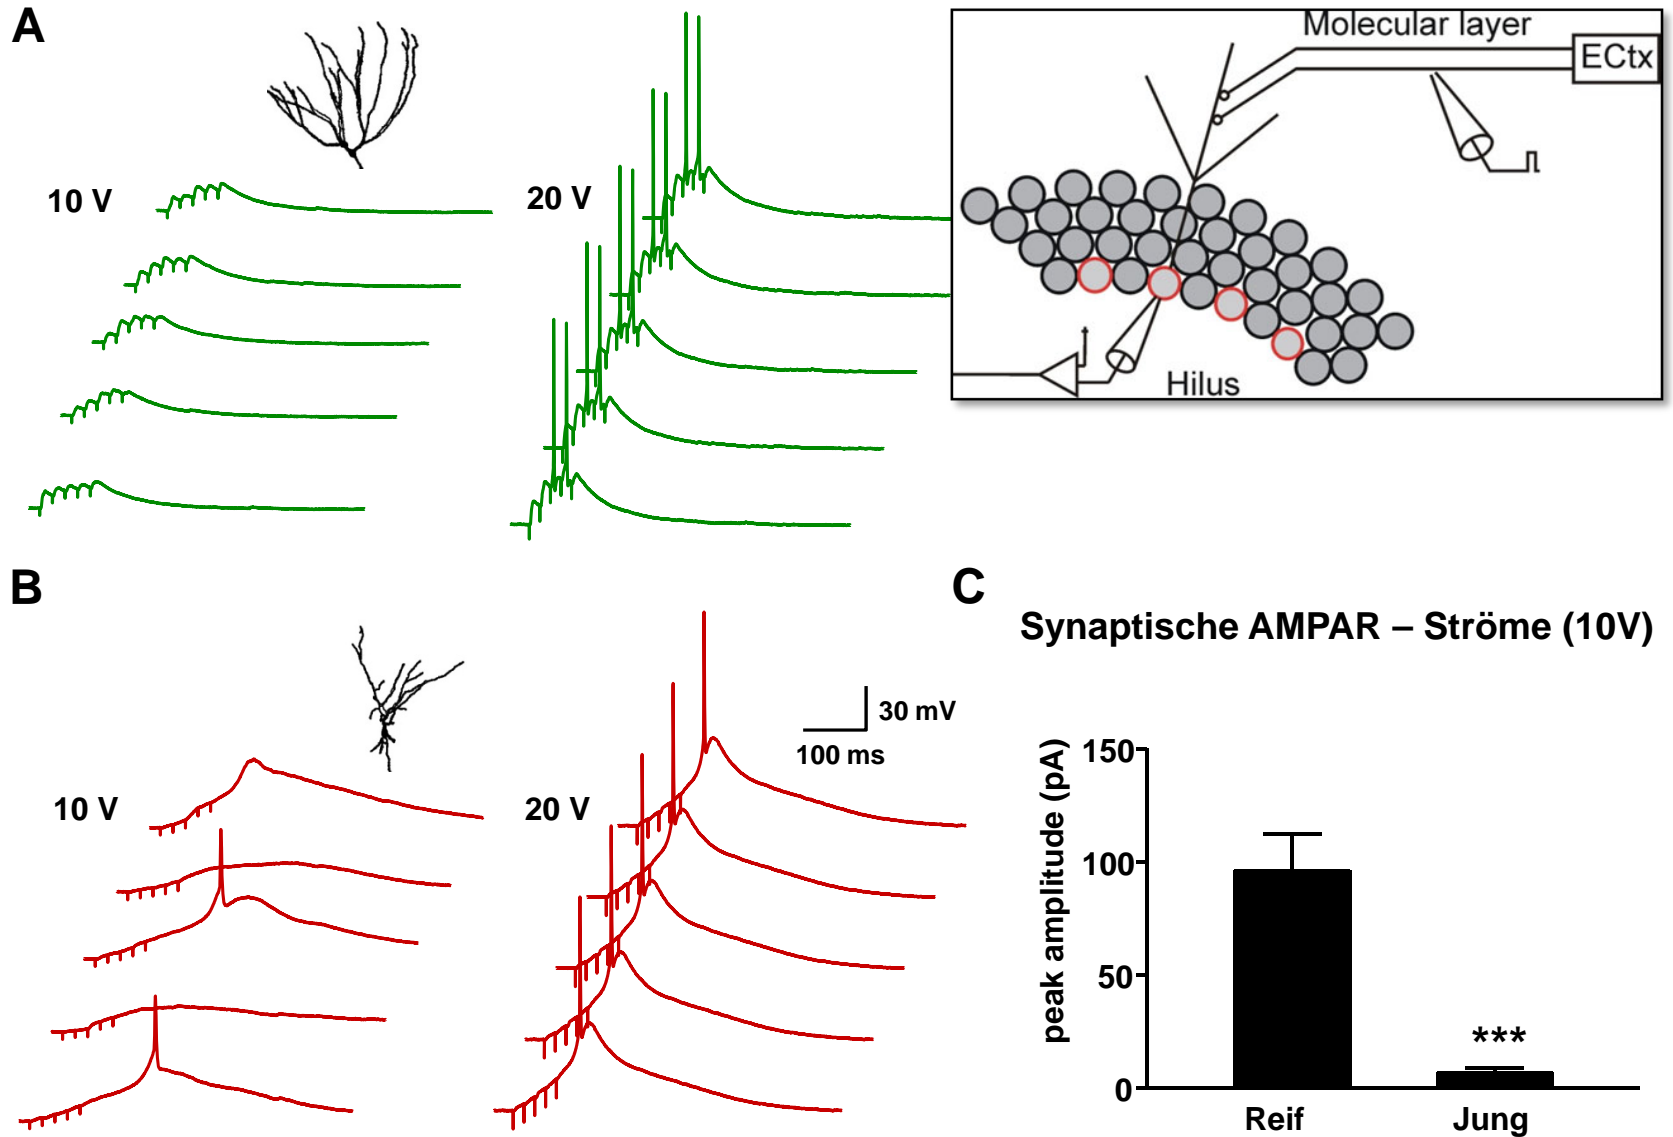 A
10 V
20 V
Molecular layer
ECtx
Hilus
B
10 V
20 V
30 mV
100 ms
C
Synaptische AMPAR – Ströme (10V)
peak amplitude (pA)
150
100
50
0
***
Reif
Jung